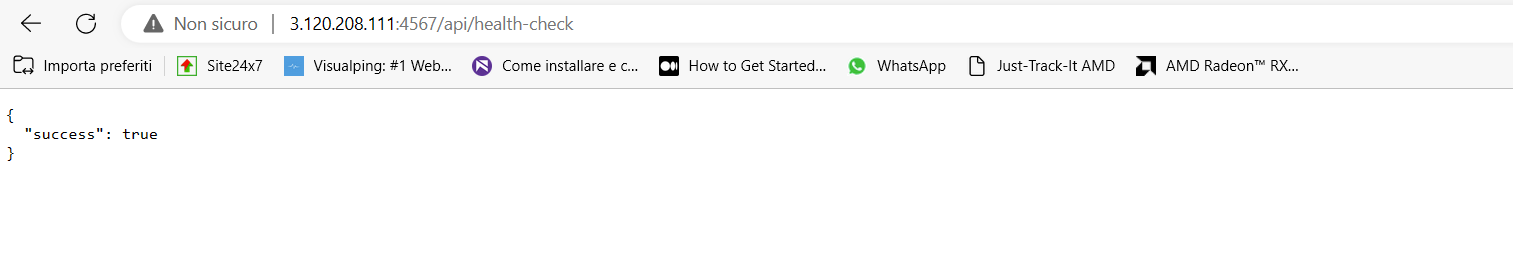 Non sicuro | 3.120.208.111:4567/api/health-check
Importa preferiti Site24x7 Visualping: #1 Web... Come installare e c... How to Get Started... WhatsApp Just-Track-It AMD AMD Radeon™ RX...
{
  "success": true
}